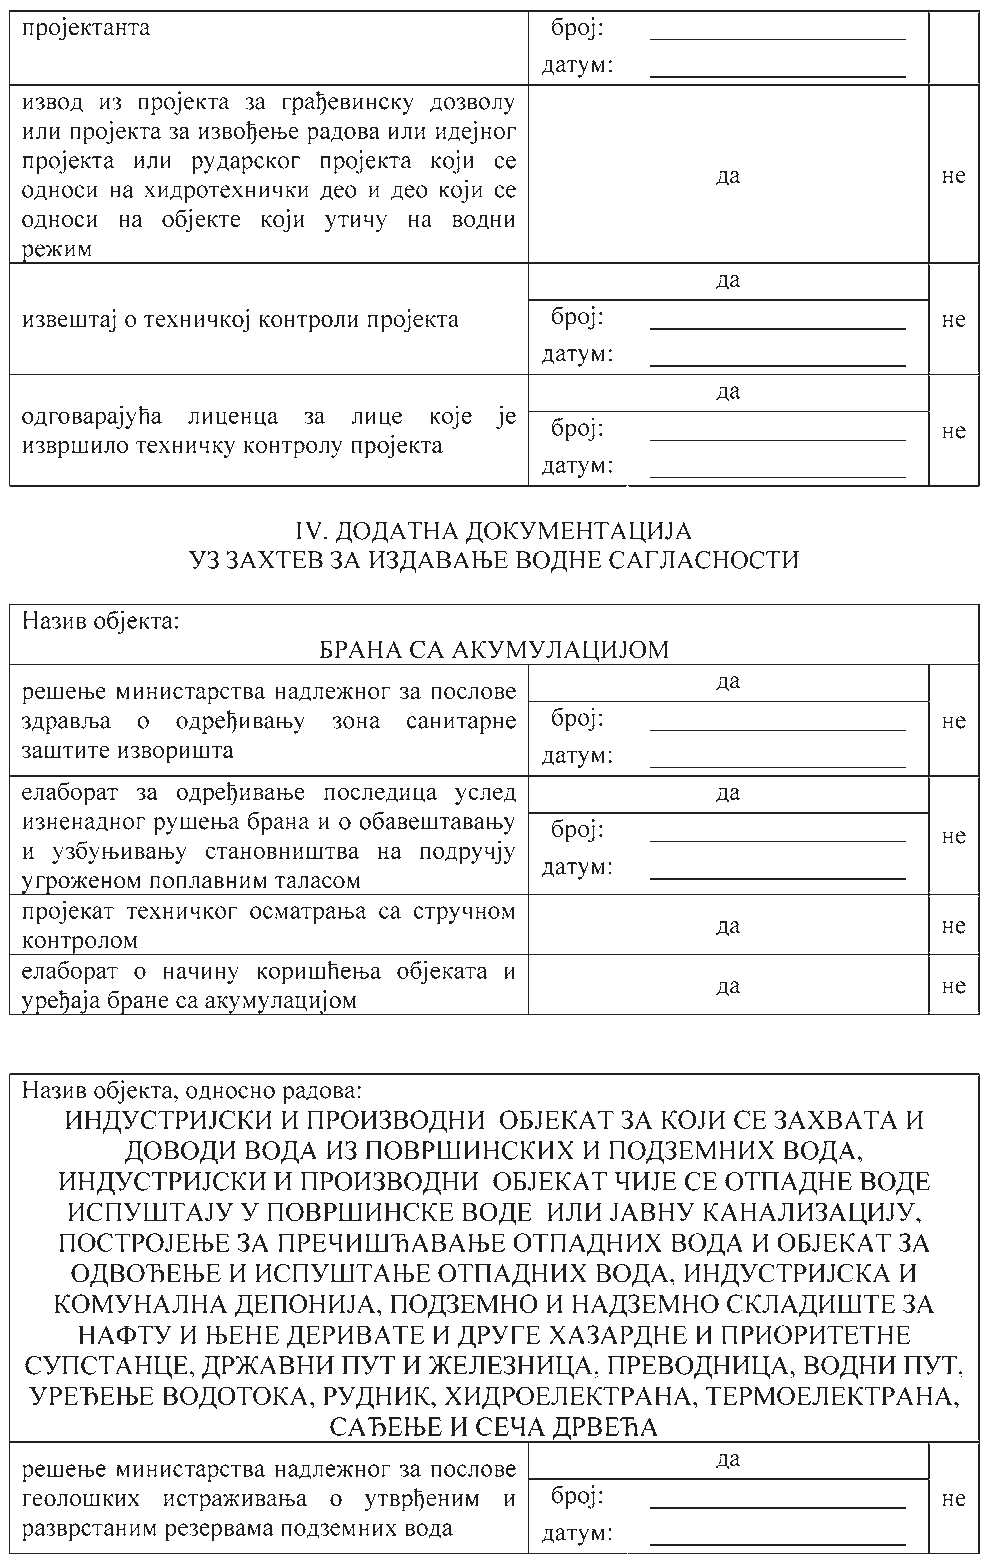 пројектанта
број:
датум:
извод из пројекта за грађевинску дозволу
или пројекта за извођење радова или идејног
пројекта или рударског пројекта који се
односи на хидротехнички део и део који се
односи на објекте који утичу на водни
режим
да
не
да
извештај о техничкој контроли пројекта
број:
датум:
не
да
одговарајућа лиценца за лице које је
извршило техничку контролу пројекта
број:
датум:
не
IV. ДОДАТНА ДОКУМЕНТАЦИЈА
УЗ ЗАХТЕВ ЗА ИЗДАВАЊЕ ВОДНЕ САГЛАСНОСТИ
Назив објекта:
БРАНА СА АКУМУЛАЦИЈОМ
решење министарства надлежног за послове
здравља о одређивању зона санитарне
заштите изворишта
да
број:
датум:
не
елаборат за одређивање последица услед
изненадног рушења брана и о обавештавању
и узбуњивању становништва на подручју
угроженом поплавним таласом
да
број:
датум:
не
пројекат техничког осматрања са стручном
контролом
да
не
елаборат о начину коришћења објеката и
уређаја бране са акумулацијом
да
не
Назив објекта, односно радова:
ИНДУСТРИЈСКИ И ПРОИЗВОДНИ ОБЈЕКАТ ЗА КОЈИ СЕ ЗАХВАТА И
ДОВОДИ ВОДА ИЗ ПОВРШИНСКИХ И ПОДЗЕМНИХ ВОДА,
ИНДУСТРИЈСКИ И ПРОИЗВОДНИ ОБЈЕКАТ ЧИЈЕ СЕ ОТПАДНЕ ВОДЕ
ИСПУШТАЈУ У ПОВРШИНСКЕ ВОДЕ ИЛИ ЈАВНУ КАНАЛИЗАЦИЈУ,
ПОСТРОЈЕЊЕ ЗА ПРЕЧИШЋАВАЊЕ ОТПАДНИХ ВОДА И ОБЈЕКАТ ЗА
ОДВОЂЕЊЕ И ИСПУШТАЊЕ ОТПАДНИХ ВОДА, ИНДУСТРИЈСКА И
КОМУНАЛНА ДЕПОНИЈА, ПОДЗЕМНО И НАДЗЕМНО СКЛАДИШТЕ ЗА
НАФТУ И ЊЕНЕ ДЕРИВАТЕ И ДРУГЕ ХАЗАРДНЕ И ПРИОРИТЕТНЕ
СУПСТАНЦЕ, ДРЖАВНИ ПУТ И ЖЕЛЕЗНИЦА, ПРЕВОДНИЦА, ВОДНИ ПУТ,
УРЕЂЕЊЕ ВОДОТОКА, РУДНИК, ХИДРОЕЛЕКТРАНА, ТЕРМОЕЛЕКТРАНА,
САЂЕЊЕ И СЕЧА ДРВЕЋА
решење министарства надлежног за послове
геолошких истраживања о утврђеним и
разврстаним резервама подземних вода
да
број:
датум:
не